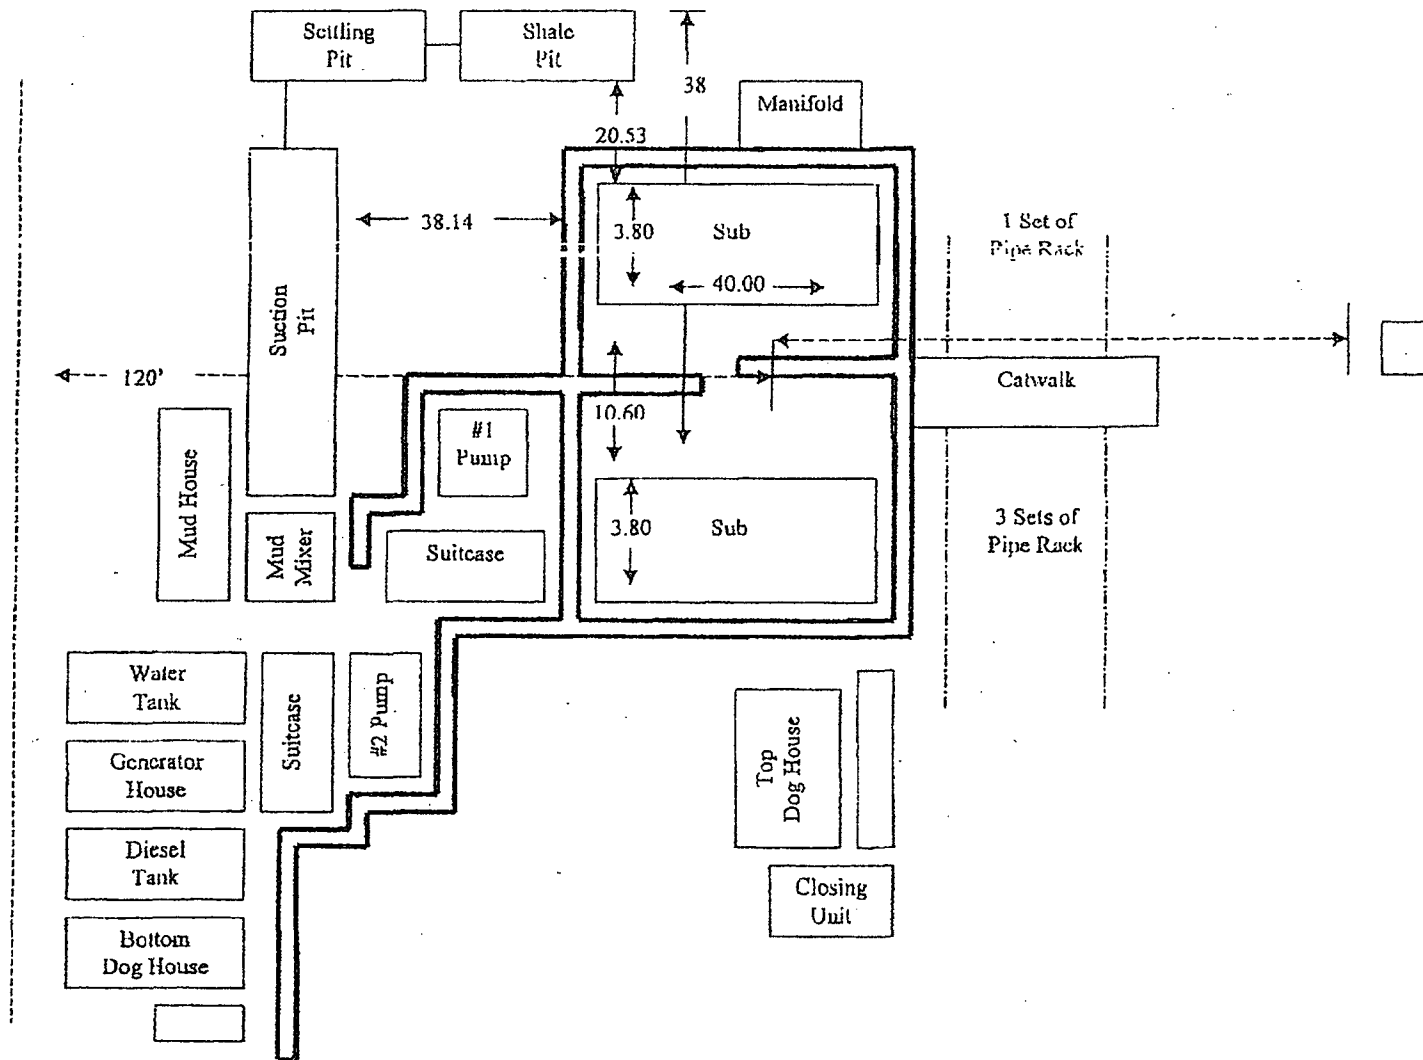 Settling
Pit
Shale
Pit
38
Manifold
20.53
38.14
3.80
Sub
1 Set of
Pipe Rack
40.00
Suction
Pit
120'
Catwalk
10.60
#1
Pump
Mud House
Mud
Mixer
Suitcase
3.80
Sub
3 Sets of
Pipe Rack
Water
Tank
Suitcase
#2 Pump
Generator
House
Top
Dog House
Diesel
Tank
Closing
Unit
Bottom
Dog House